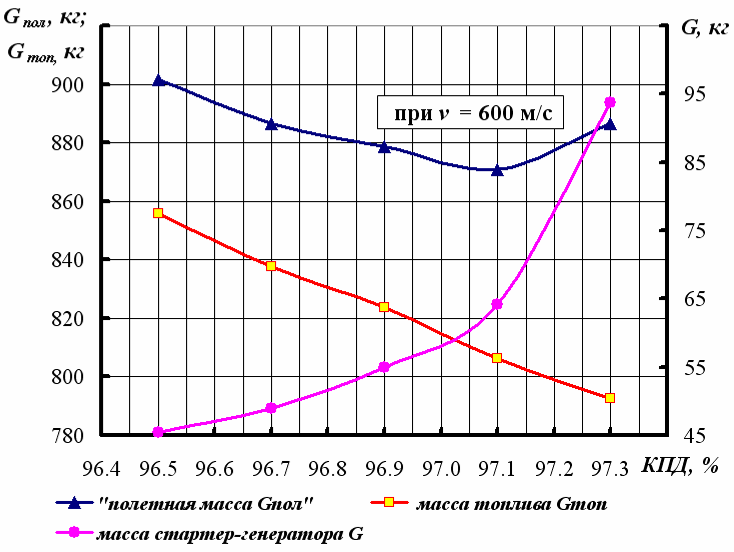 G пол, кг;
G топ, кг
G, кг
900
880
860
840
820
800
780
95
85
75
65
55
45
при v = 600 м/с
96.4 96.5 96.6 96.7 96.8 96.9 97.0 97.1 97.2 97.3 КПД, %
"полетная масса Gпол" масса топлива Gтоп
масса стартер-генератора G